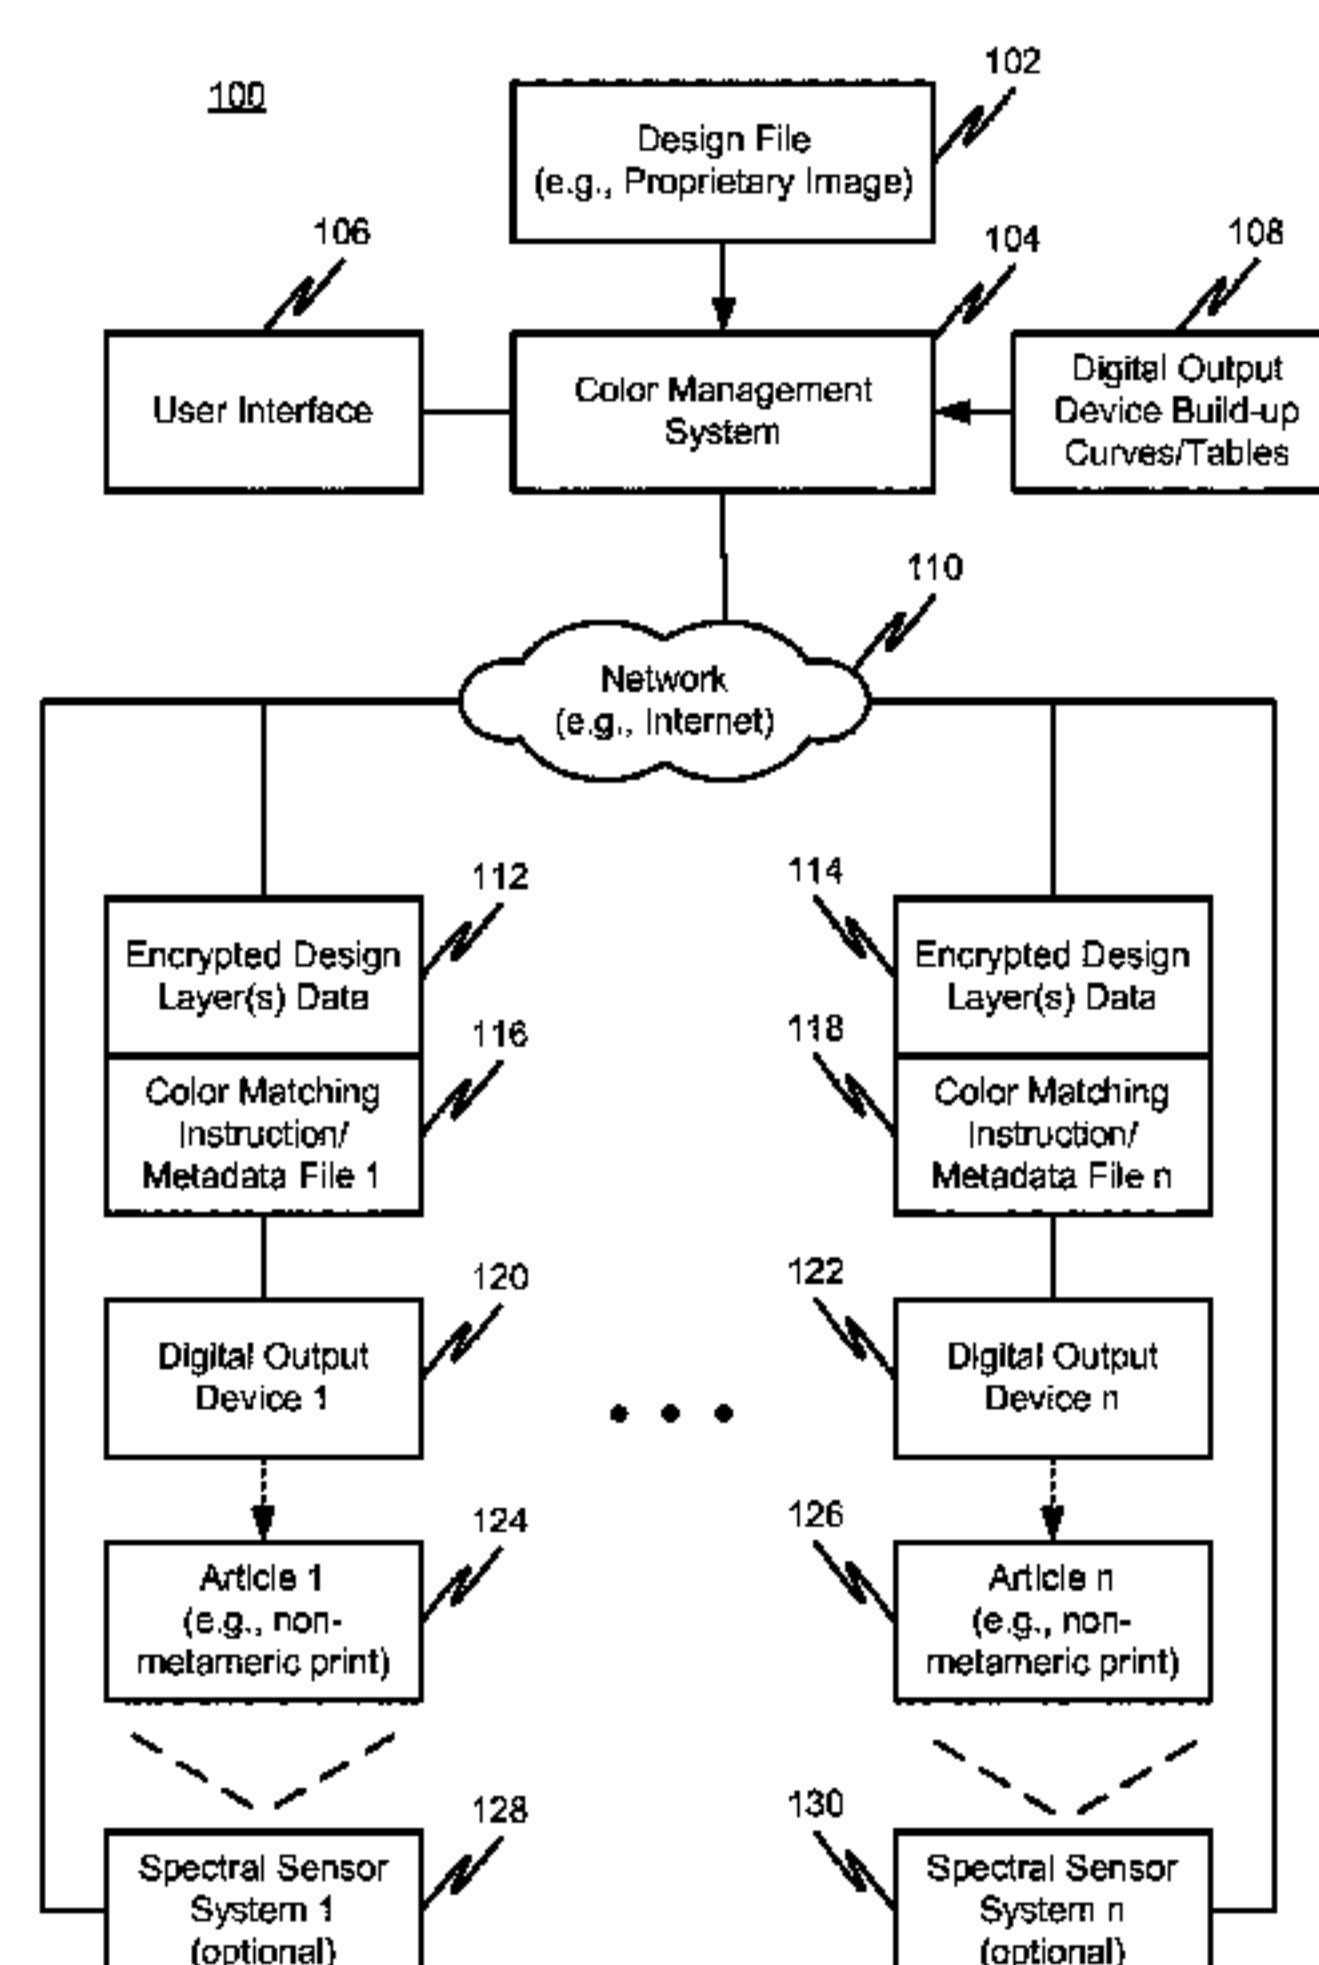 100
102
Design File
(e.g., Proprietary Image)
106
104
108
User Interface
Color Management
System
Digital Output
Device Build-up
Curves/Tables
110
Network
(e.g., Internet)
112
114
Encrypted Design
Layer(s) Data
Encrypted Design
Layer(s) Data
116
118
Color Matching
Instruction/
Metadata File 1
Color Matching
Instruction/
Metadata File n
120
122
Digital Output
Device 1
Digital Output
Device n
124
126
Article 1
(e.g., non-
metameric print)
Article n
(e.g., non-
metameric print)
128
130
Spectral Sensor
System 1
(optional)
Spectral Sensor
System n
(optional)